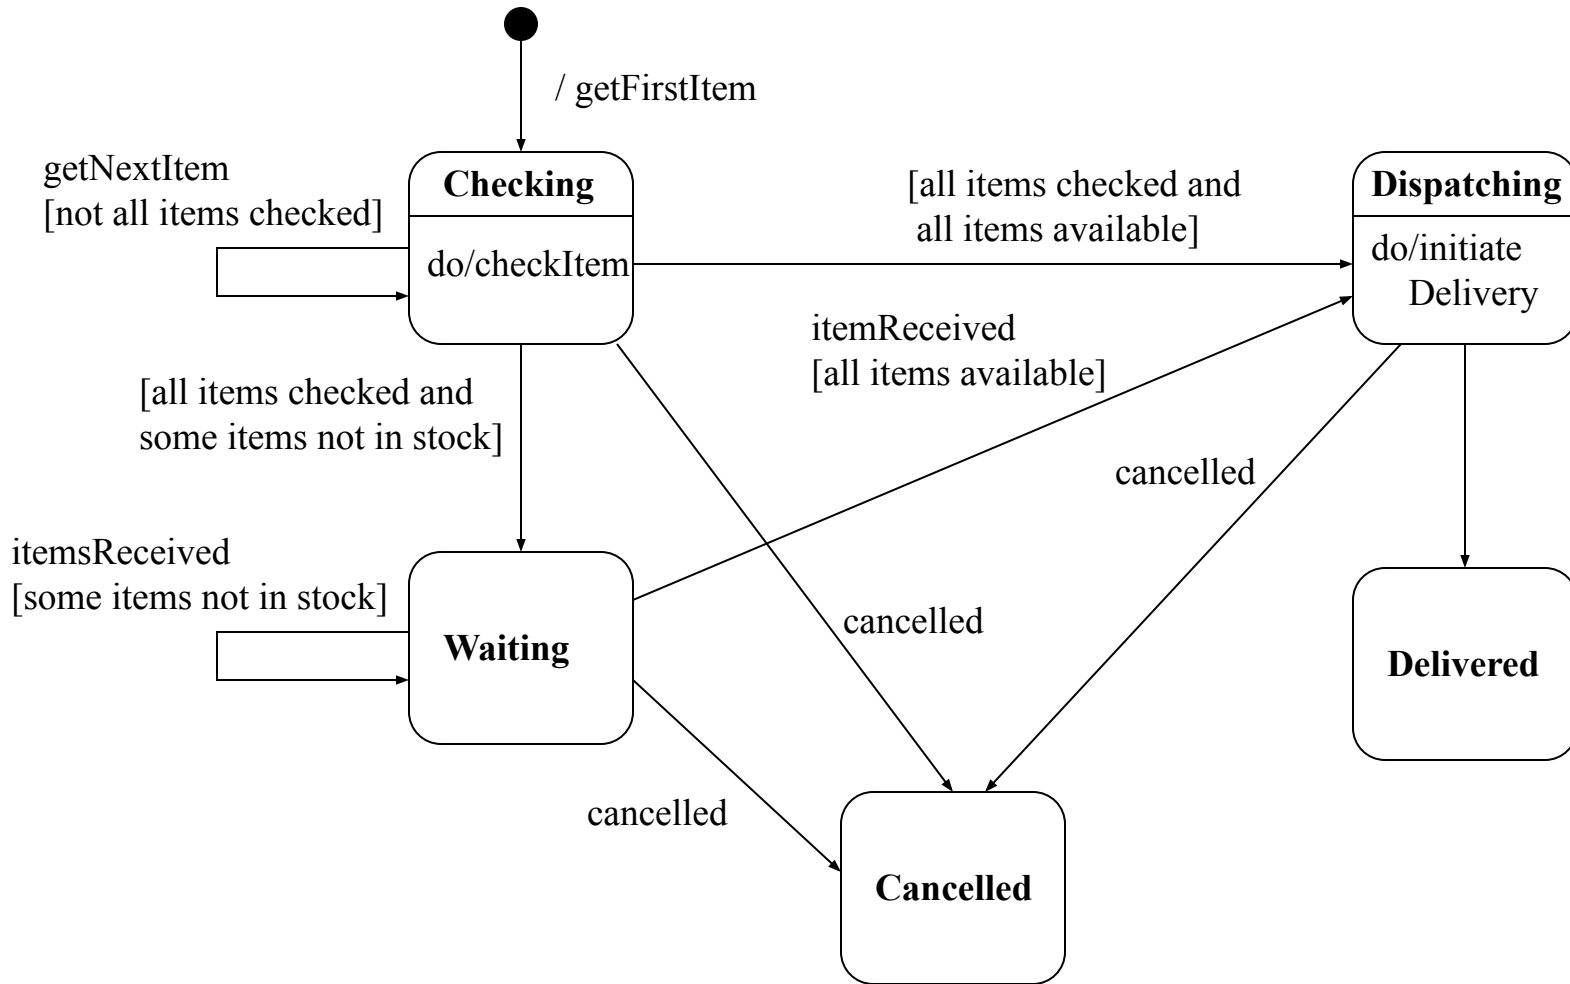 / getFirstItem
getNextItem
[not all items checked]
Checking
do/checkItem
[all items checked and
all items available]
Dispatching
do/initiate
Delivery
itemReceived
[all items available]
[all items checked and
some items not in stock]
cancelled
itemsReceived
[some items not in stock]
Waiting
cancelled
Delivered
cancelled
Cancelled